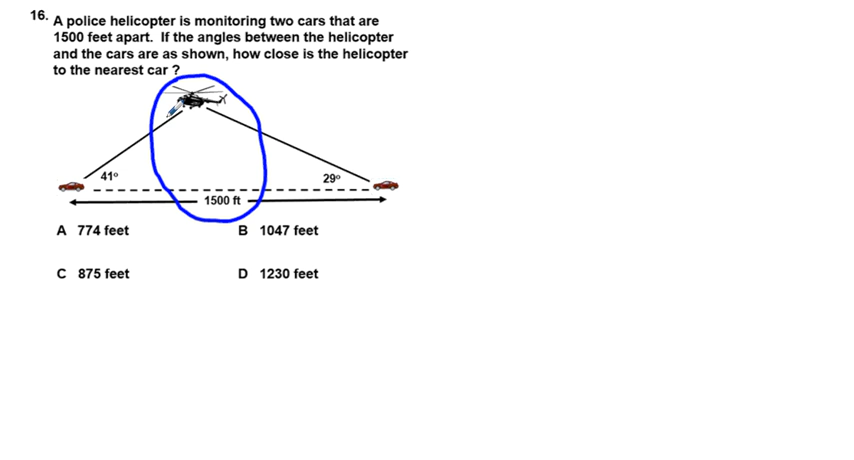 16. A police helicopter is monitoring two cars that are
1500 feet apart.  If the angles between the helicopter
and the cars are as shown, how close is the helicopter
to the nearest car ?
41º
29º
1500 ft
A 774 feet
B 1047 feet
C 875 feet
D 1230 feet